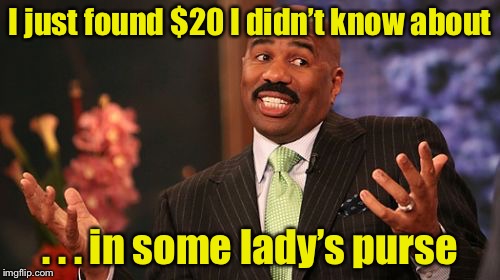 I just found $20 I didn’t know about
. . . in some lady’s purse
imgflip.com